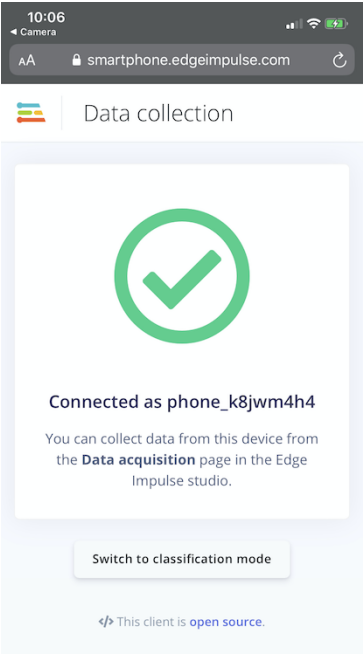 10:06
◀ Camera
AA smartphone.edgeimpulse.com
Data collection
Connected as phone_k8jwm4h4
You can collect data from this device from
the Data acquisition page in the Edge
Impulse studio.
Switch to classification mode
</> This client is open source.